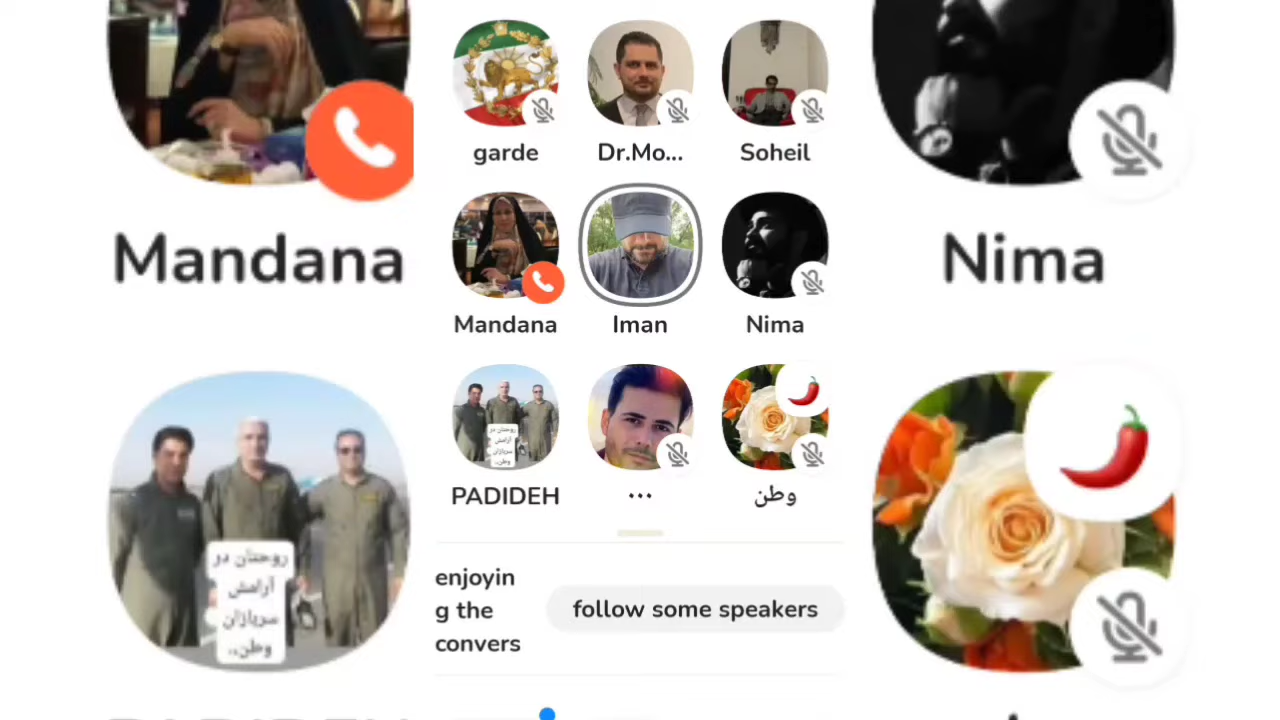 garde
Dr.Mo...
Soheil
Mandana
Iman
Nima
PADIDEH
...
وطن
enjoyin
g the
convers
follow some speakers
Mandana
Nima
روحتان در
آرامش
سربازان
وطن..